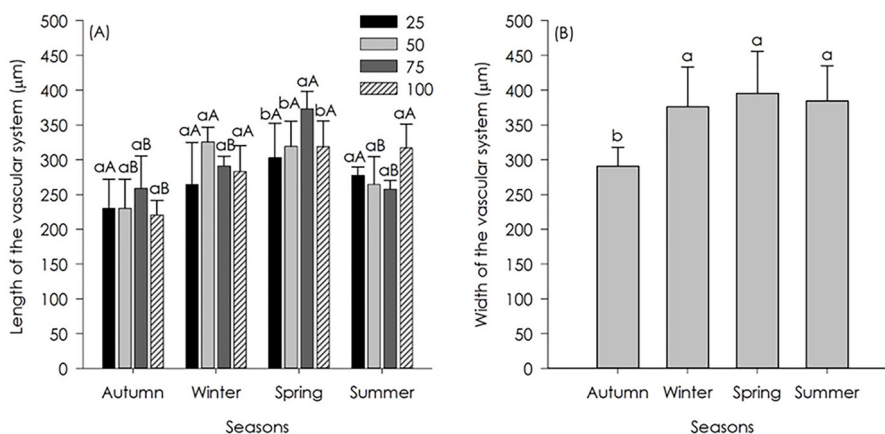 (A)
25
50
75
100
500
450
400
350
300
250
200
150
100
50
0
Length of the vascular system (μm)
aA aB aB aB
aA aA aB aA
bA bA aA bA
aA aB aB aA
Autumn Winter Spring Summer
Seasons
(B)
500
450
400
350
300
250
200
150
100
50
0
Width of the vascular system (μm)
b a a a
Autumn Winter Spring Summer
Seasons